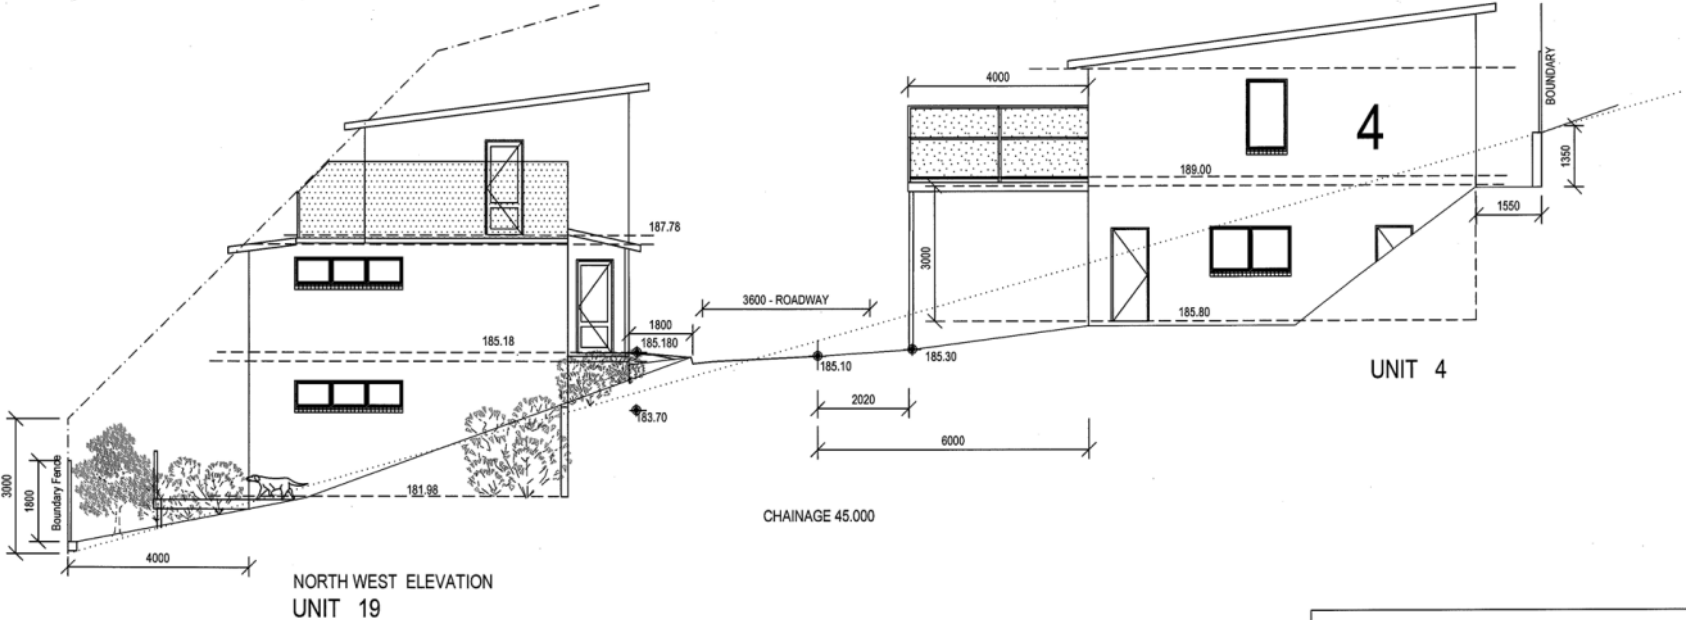 4000
BOUNDARY
4
1350
189.00
1550
187.78
3000
3600 - ROADWAY
1800
185.80
185.18
185.180
185.10
185.30
UNIT 4
2020
183.70
6000
3000
1800
Boundary Fence
181.98
CHAINAGE 45.000
4000
NORTH WEST ELEVATION
UNIT 19